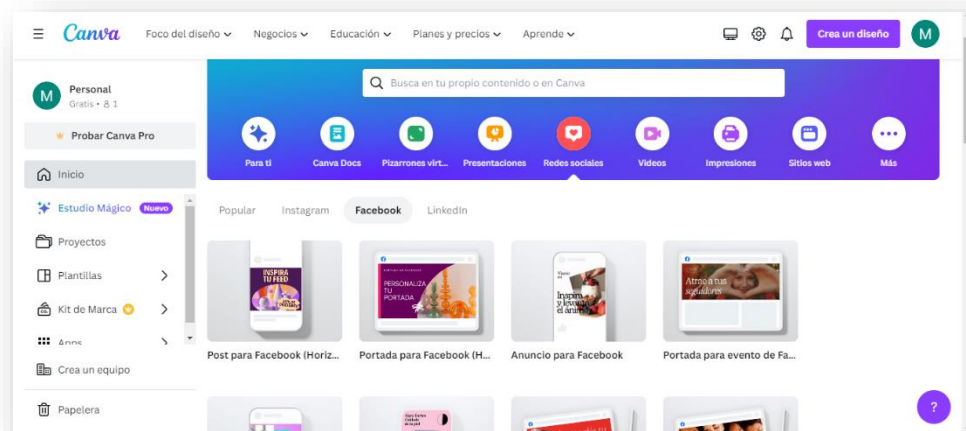 Canva
Foco del diseño
Negocios
Educación
Planes y precios
Aprende
Crea un diseño
M
M
Personal
Gratis • 1
Probar Canva Pro
Inicio
Estudio Mágico Nuevo
Proyectos
Plantillas
Kit de Marca
Apps
Crea un equipo
Papelera
Busca en tu propio contenido o en Canva
Para ti
Canva Docs
Pizarrones virt...
Presentaciones
Redes sociales
Videos
Impresiones
Sitios web
Más
Popular
Instagram
Facebook
LinkedIn
INSPIRA
TU FEED
PERSONALIZA
TU
PORTADA
Inspira
y levanta
el ánimo
Atrae a tus
seguidores
Post para Facebook (Horiz...
Portada para Facebook (H...
Anuncio para Facebook
Portada para evento de Fa...
?